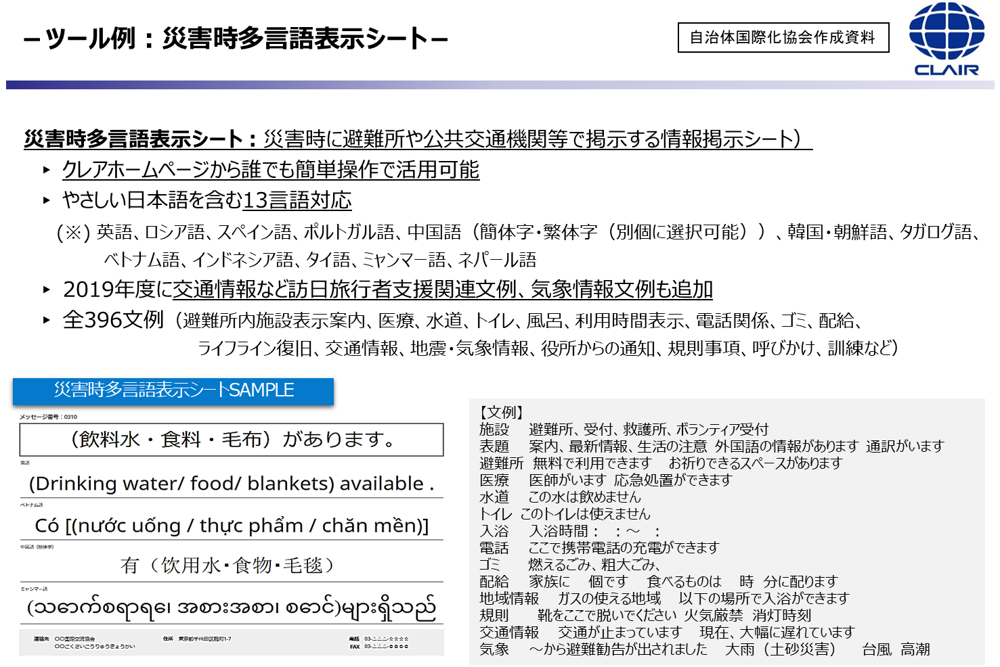 －ツール例：災害時多言語表示シート－
自治体国際化協会作成資料
CLAIR
災害時多言語表示シート：災害時に避難所や公共交通機関等で掲示する情報掲示シート）
▸ クレアホームページから誰でも簡単操作で活用可能
▸ やさしい日本語を含む13言語対応
(※) 英語、ロシア語、スペイン語、ポルトガル語、中国語（簡体字・繁体字（別個に選択可能））、韓国・朝鮮語、タガログ語、
ベトナム語、インドネシア語、タイ語、ミャンマー語、ネパール語
▸ 2019年度に交通情報など訪日旅行者支援関連文例、気象情報文例も追加
▸ 全396文例（避難所内施設表示案内、医療、水道、トイレ、風呂、利用時間表示、電話関係、ゴミ、配給、
ライフライン復旧、交通情報、地震・気象情報、役所からの通知、規則事項、呼びかけ、訓練など）
災害時多言語表示シートSAMPLE
メッセージ番号：0310
（飲料水・食料・毛布）があります。
英語
(Drinking water/ food/ blankets) available .
ベトナム語
Có [(nước uống / thực phẩm / chăn mền)]
中国語（簡体字）
有（饮用水・食物・毛毯）
ミャンマー語
(သောက်စရာရေ၊ အစားအစာ၊ စောင်)များရှိသည်
連絡先 〇〇国際交流協会 住所 東京都千代田区麹町1-7 電話 03-△△△-☆☆☆☆
〇〇こくさいこうりゅうきょうかい FAX 03-△△△-◎◎◎◎
【文例】
施設 避難所、受付、救護所、ボランティア受付
表題 案内、最新情報、生活の注意 外国語の情報があります 通訳がいます
避難所 無料で利用できます お祈りできるスペースがあります
医療 医師がいます 応急処置ができます
水道 この水は飲めません
トイレ このトイレは使えません
入浴 入浴時間： ：～ ：
電話 ここで携帯電話の充電ができます
ゴミ 燃えるごみ、粗大ごみ、
配給 家族に 個です 食べるものは 時 分に配ります
地域情報 ガスの使える地域 以下の場所で入浴ができます
規則 靴をここで脱いでください 火気厳禁 消灯時刻
交通情報 交通が止まっています 現在、大幅に遅れています
気象 ～から避難勧告が出されました 大雨（土砂災害） 台風 高潮